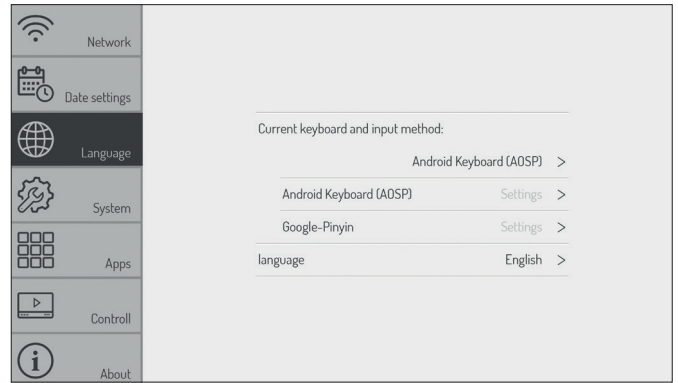 Network
Date settings
Language
System
Apps
Controll
About
Current keyboard and input method:
Android Keyboard (AOSP) >
Android Keyboard (AOSP) Settings >
Google-Pinyin Settings >
language English >